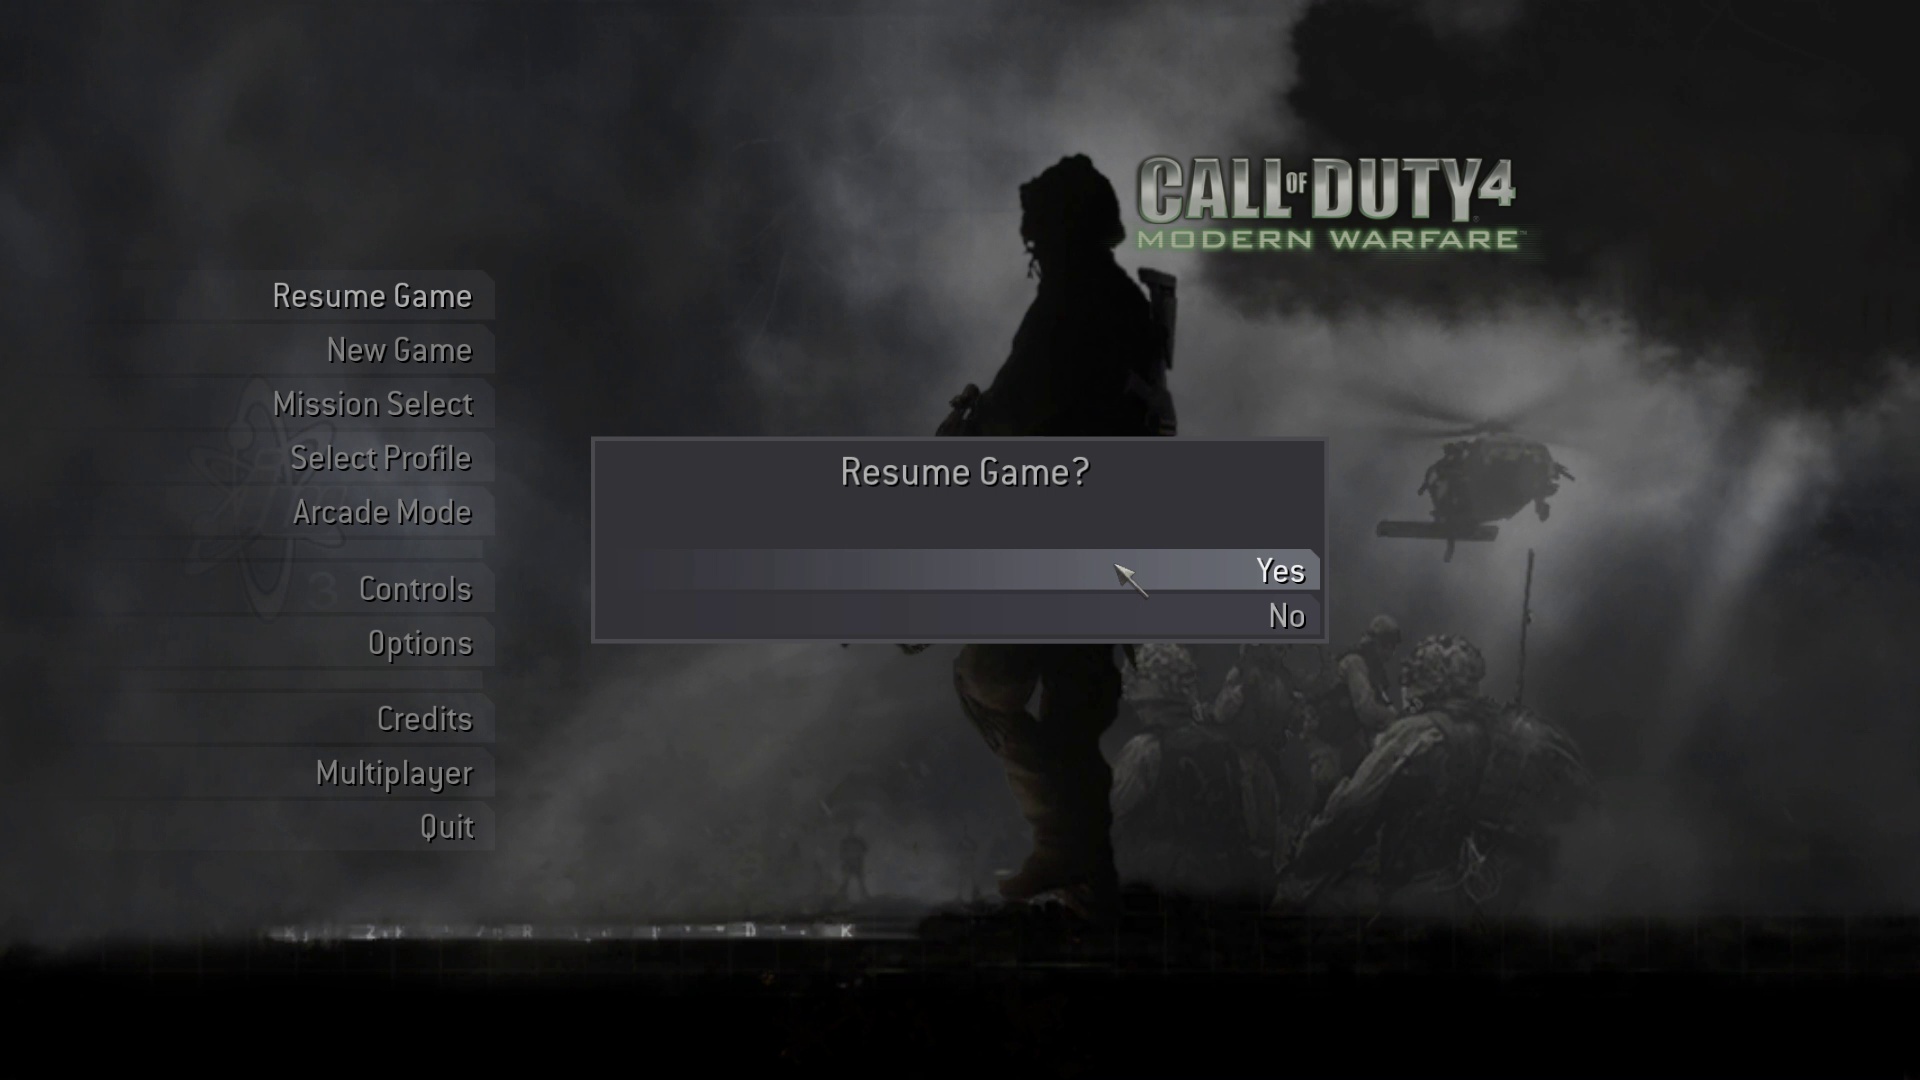 CALL OF DUTY 4
MODERN WARFARE
Resume Game
New Game
Mission Select
Select Profile
Arcade Mode
Controls
Options
Credits
Multiplayer
Quit
Resume Game?
Yes
No